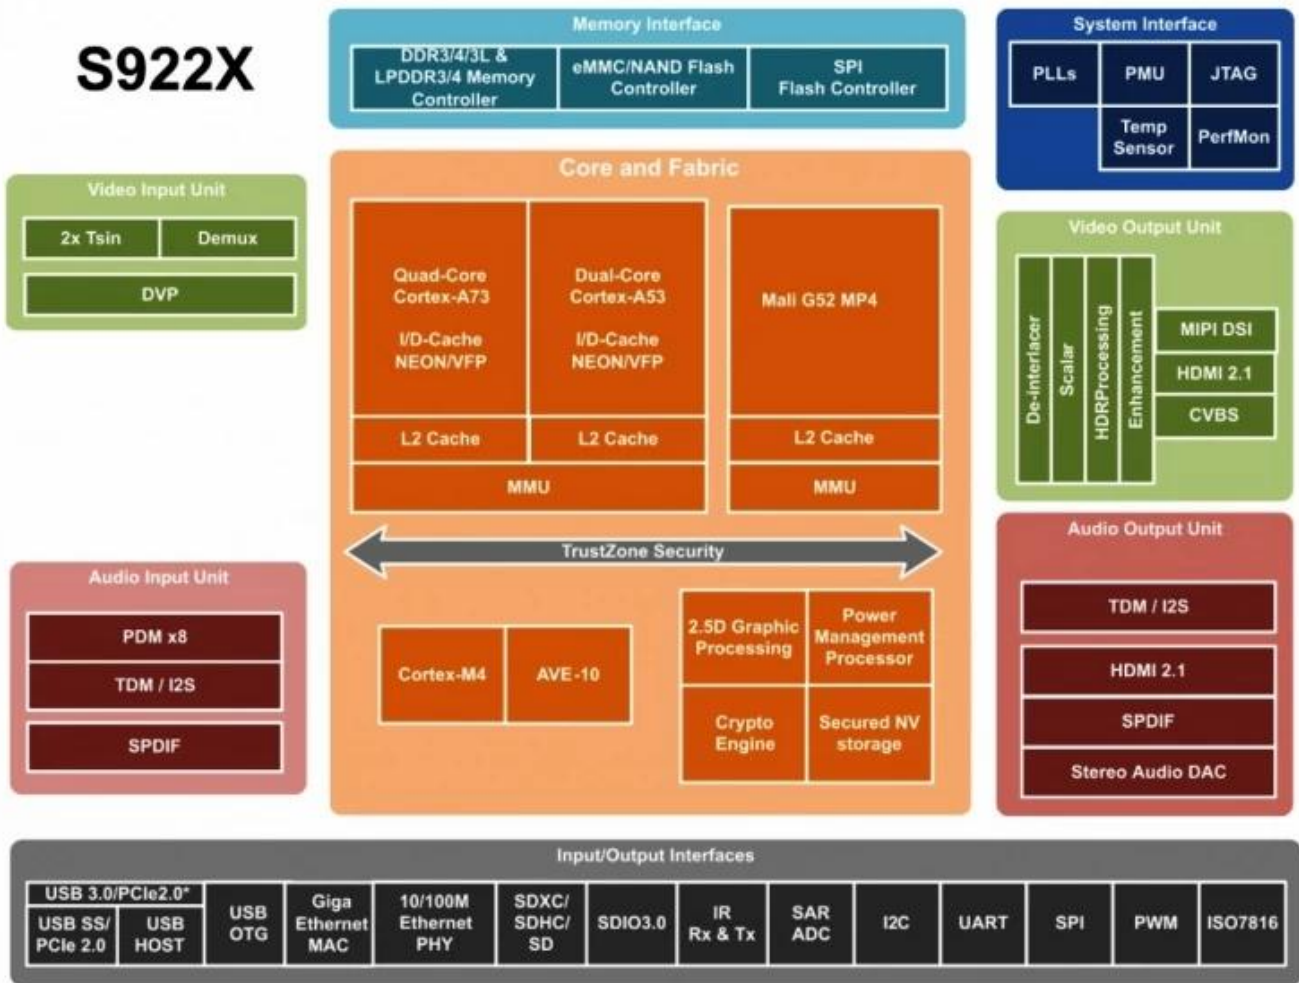 S922X
Memory Interface
DDR3/4/3L &
LPDDR3/4 Memory
Controller
eMMC/NAND Flash
Controller
SPI
Flash Controller
System Interface
PLLs
PMU
JTAG
Temp
Sensor
PerfMon
Video Input Unit
2x Tsin
Demux
DVP
Core and Fabric
Quad-Core
Cortex-A73
I/D-Cache
NEON/VFP
Dual-Core
Cortex-A53
I/D-Cache
NEON/VFP
Mali G52 MP4
L2 Cache
L2 Cache
L2 Cache
MMU
MMU
TrustZone Security
Cortex-M4
AVE-10
2.5D Graphic
Processing
Power
Management
Processor
Crypto
Engine
Secured NV
storage
Video Output Unit
De-interlacer
Scalar
HDRProcessing
Enhancement
MIPI DSI
HDMI 2.1
CVBS
Audio Input Unit
PDM x8
TDM / I2S
SPDIF
Audio Output Unit
TDM / I2S
HDMI 2.1
SPDIF
Stereo Audio DAC
Input/Output Interfaces
USB 3.0/PCIe2.0*
USB SS/
PCIe 2.0
USB
HOST
USB
OTG
Giga
Ethernet
MAC
10/100M
Ethernet
PHY
SDXC/
SDHC/
SD
SDIO3.0
IR
Rx & Tx
SAR
ADC
I2C
UART
SPI
PWM
ISO7816